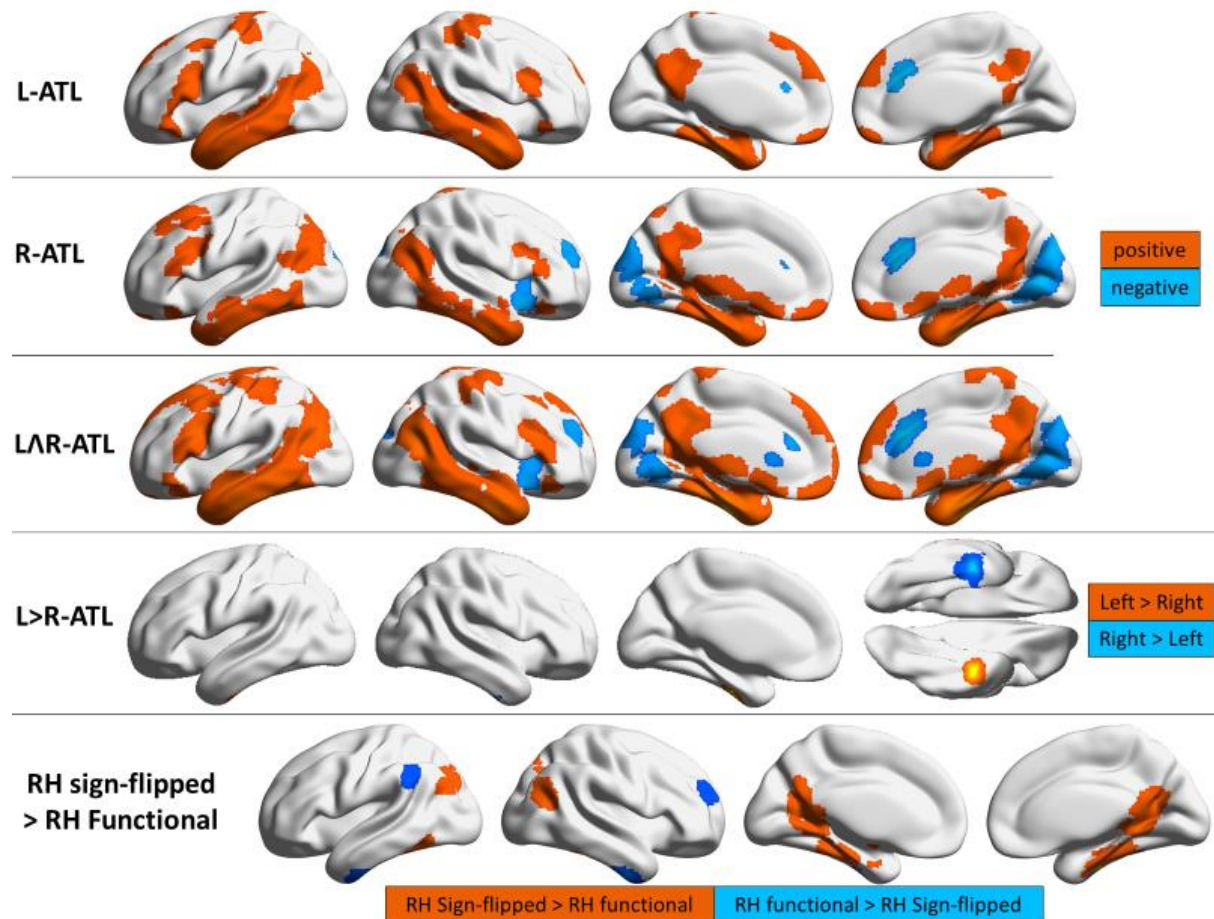 L-ATL
R-ATL
positive
negative
LΛR-ATL
L>R-ATL
Left > Right
Right > Left
RH sign-flipped
> RH Functional
RH Sign-flipped > RH functional
RH functional > RH Sign-flipped